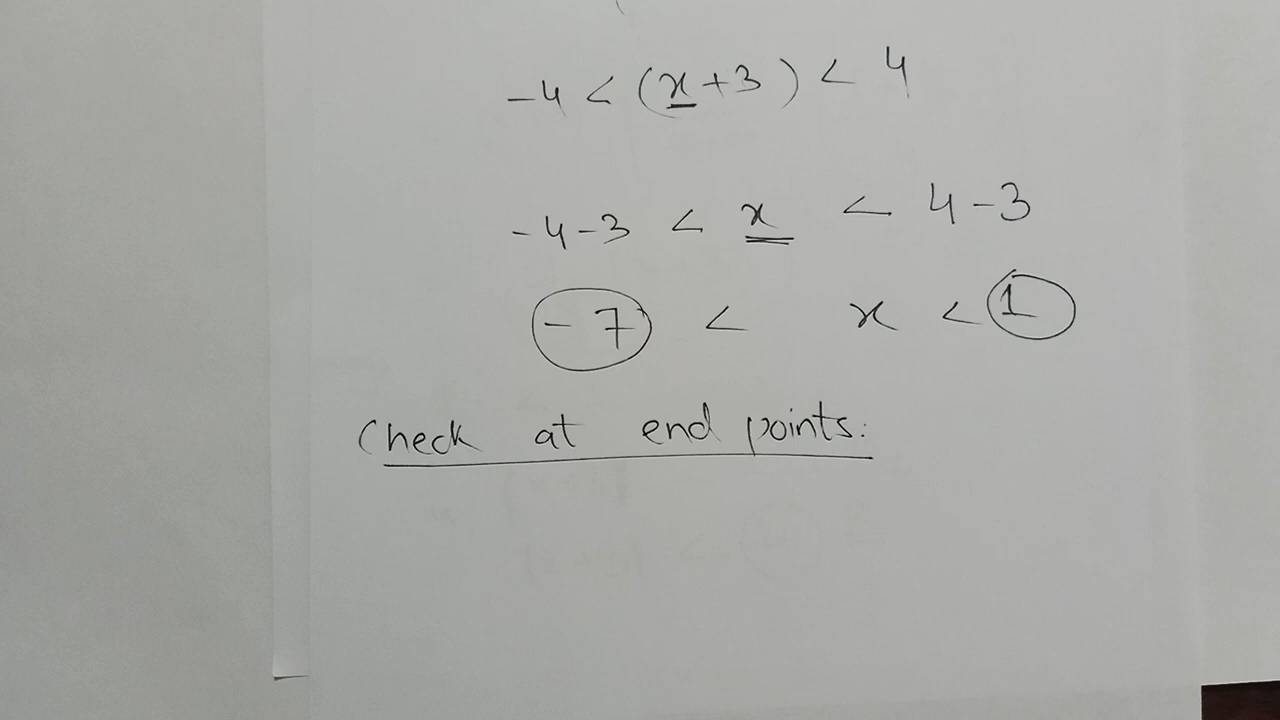 -4 < (x+3) < 4
-4-3 < x < 4-3
-7 < x < 1
Check at end points: